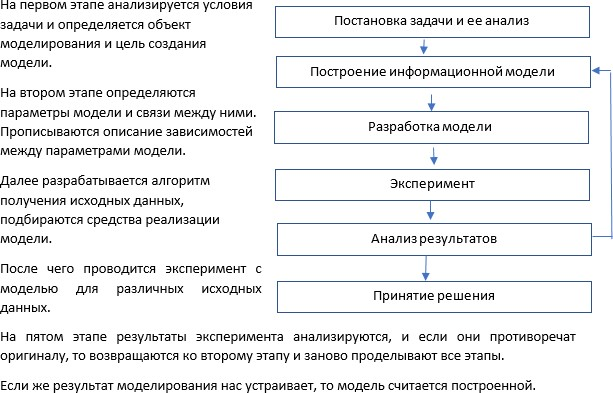 На первом этапе анализируется условия
задачи и определяется объект
моделирования и цель создания
модели.
На втором этапе определяются
параметры модели и связи между ними.
Прописываются описание зависимостей
между параметрами модели.
Далее разрабатывается алгоритм
получения исходных данных,
подбираются средства реализации
модели.
После чего проводится эксперимент с
моделью для различных исходных
данных.
Постановка задачи и ее анализ
Построение информационной модели
Разработка модели
Эксперимент
Анализ результатов
Принятие решения
На пятом этапе результаты эксперимента анализируются, и если они противоречат
оригиналу, то возвращаются ко второму этапу и заново проделывают все этапы.
Если же результат моделирования нас устраивает, то модель считается построенной.